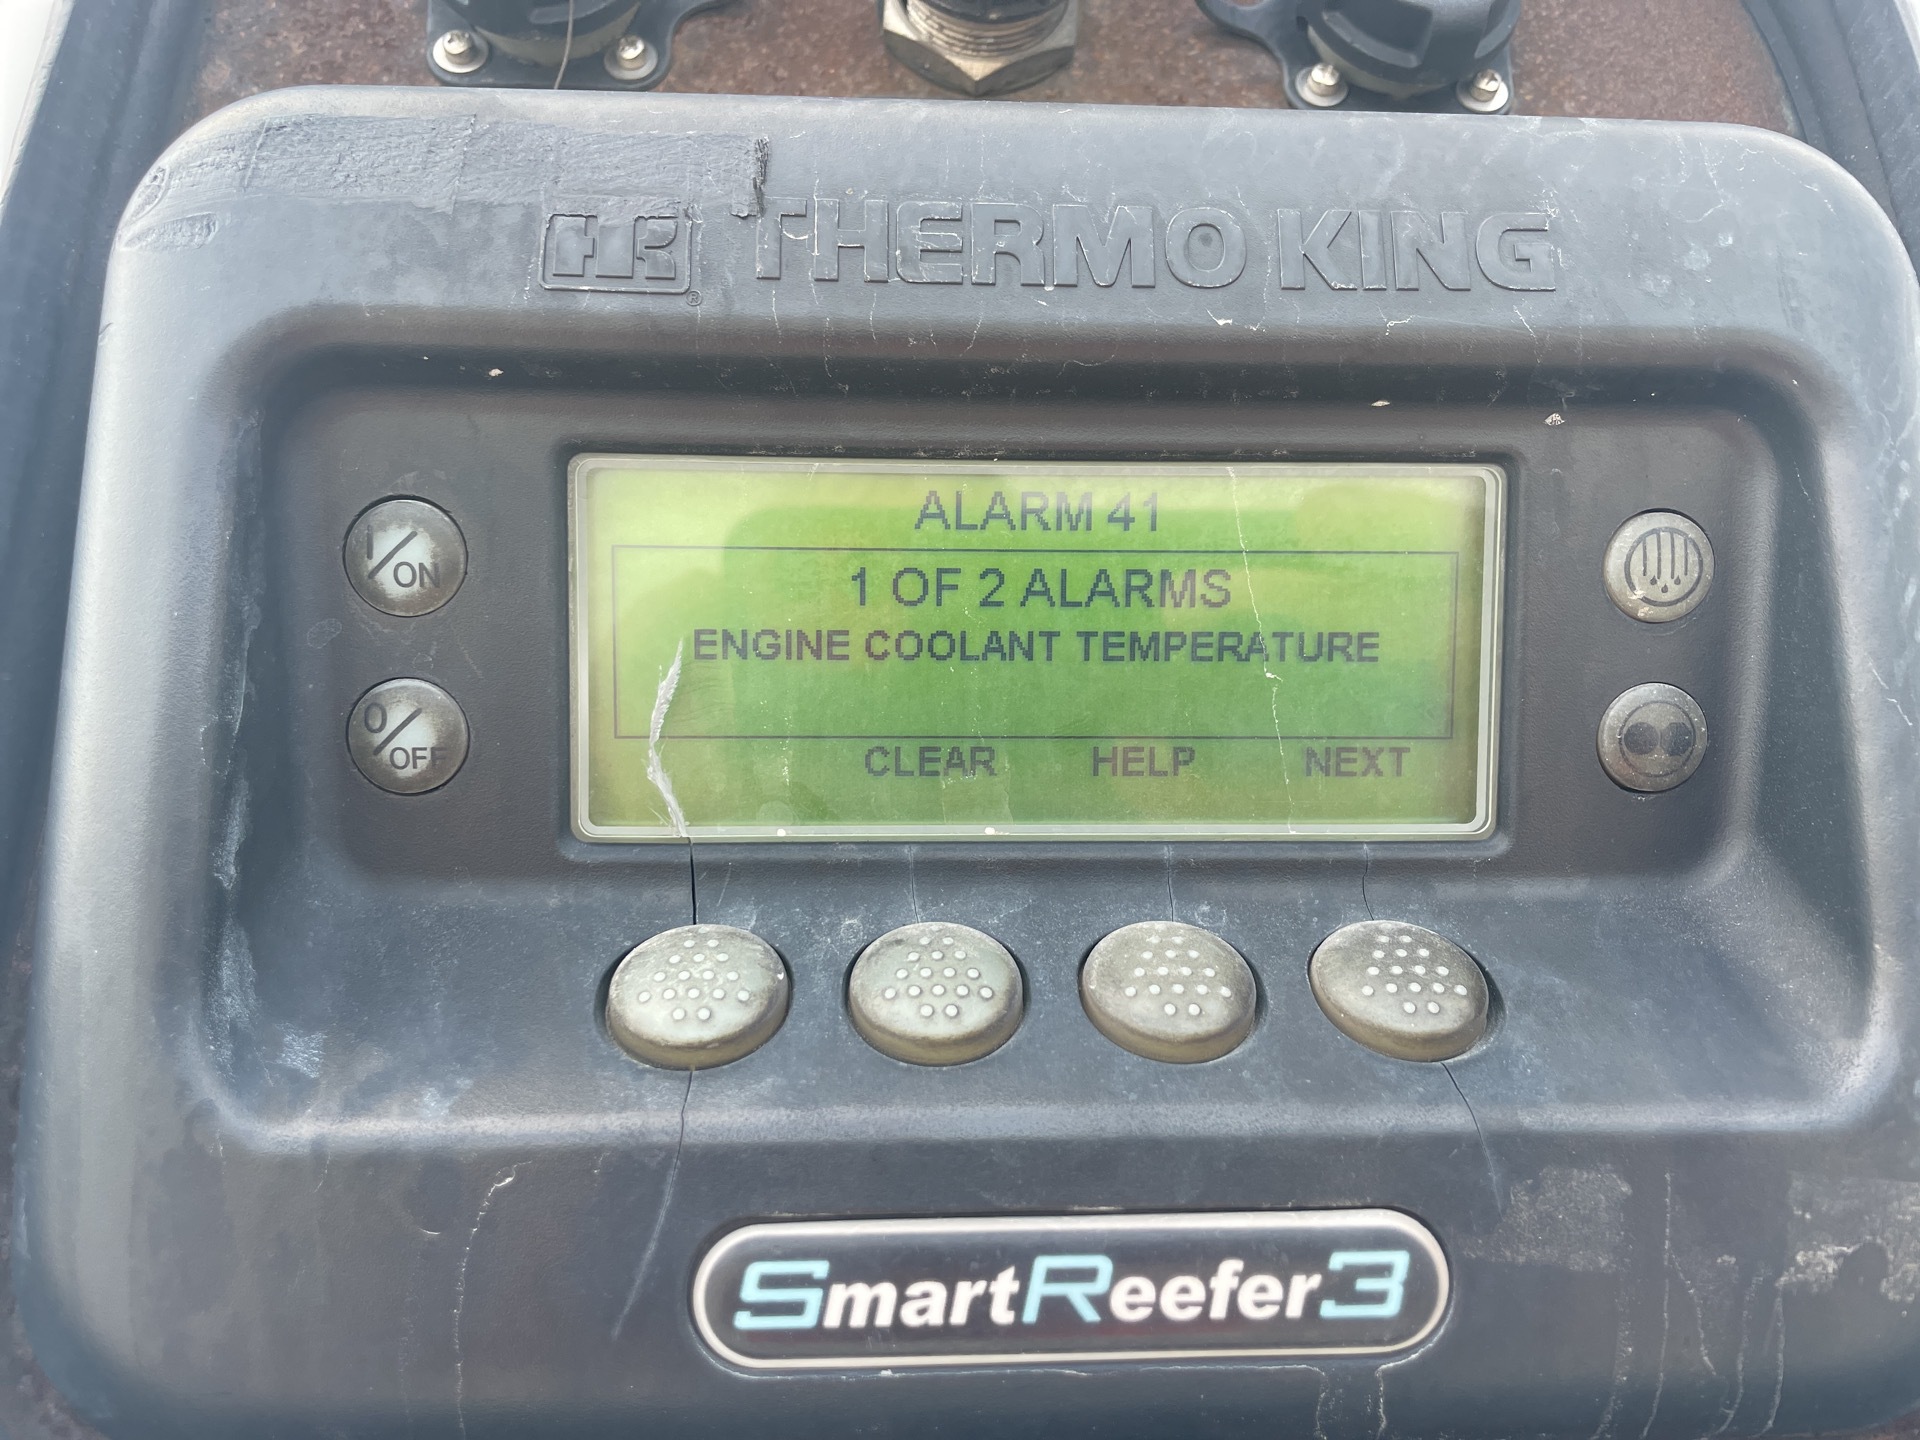 THERMO KING
ALARM 41
1 OF 2 ALARMS
ENGINE COOLANT TEMPERATURE
CLEAR HELP NEXT
I/ON
0/OFF
SmartReefer3